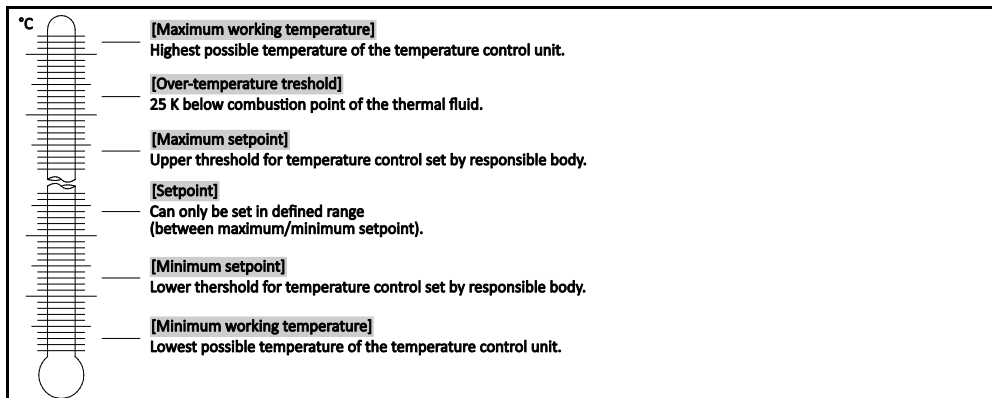 °C
[Maximum working temperature]
Highest possible temperature of the temperature control unit.
[Over-temperature treshold]
25 K below combustion point of the thermal fluid.
[Maximum setpoint]
Upper threshold for temperature control set by responsible body.
[Setpoint]
Can only be set in defined range
(between maximum/minimum setpoint).
[Minimum setpoint]
Lower thershold for temperature control set by responsible body.
[Minimum working temperature]
Lowest possible temperature of the temperature control unit.